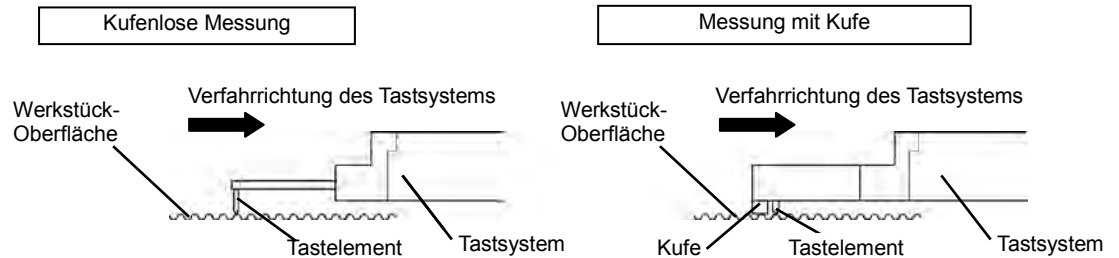 Kufenlose Messung
Messung mit Kufe
Werkstück-
Oberfläche
Verfahrrichtung des Tastsystems
Tastelement
Tastsystem
Werkstück-
Oberfläche
Verfahrrichtung des Tastsystems
Kufe
Tastelement
Tastsystem